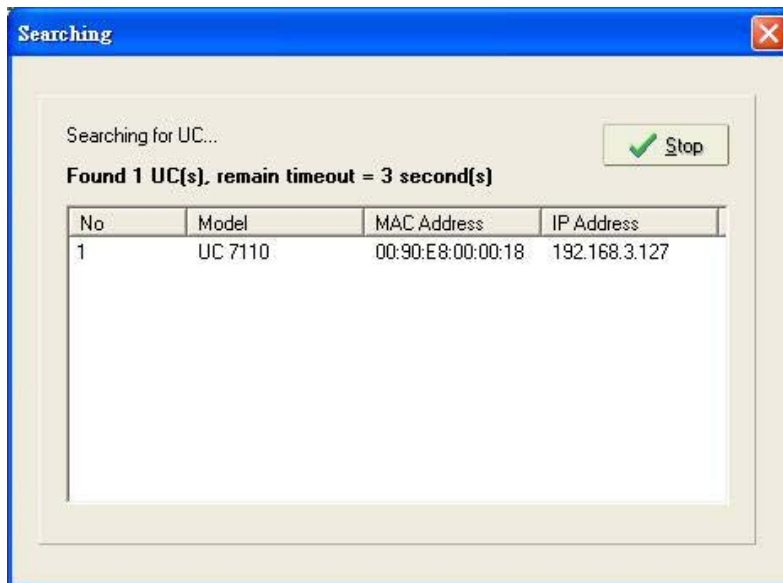 Searching
Searching for UC...
Stop
Found 1 UC(s), remain timeout = 3 second(s)
No Model MAC Address IP Address
1 UC 7110 00:90:E8:00:00:18 192.168.3.127